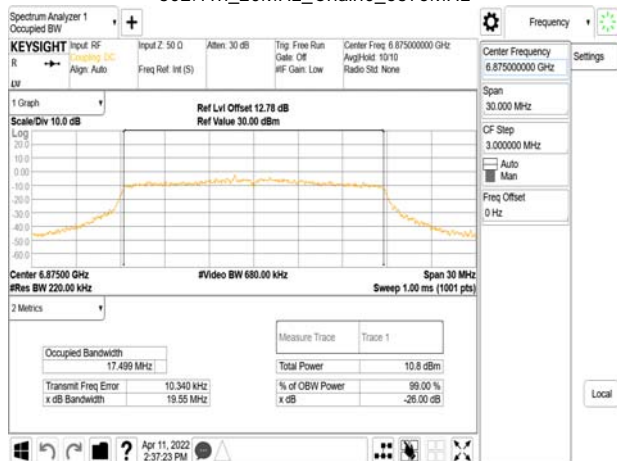 Spectrum Analyzer 1
Occupied BW
Frequency
KEYSIGHT
Input: RF
Coupling: DC
Align: Auto
Input Z: 50 Ω
Freq Ref: Int (S)
Atten: 30 dB
Trig: Free Run
Gate: Off
#IF Gain: Low
Center Freq: 6.875000000 GHz
Avg|Hold: 10/10
Radio Std: None
R
LV
Center Frequency
6.875000000 GHz
Settings
Span
30.000 MHz
CF Step
3.000000 MHz
Auto
Man
Freq Offset
0 Hz
Local
1 Graph
Scale/Div 10.0 dB
Ref Lvl Offset 12.78 dB
Ref Value 30.00 dBm
Log
20.0
10.0
0.00
-10.0
-20.0
-30.0
-40.0
-50.0
-60.0
Center 6.87500 GHz
#Res BW 220.00 kHz
#Video BW 680.00 kHz
Span 30 MHz
Sweep 1.00 ms (1001 pts)
2 Metrics
Measure Trace
Trace 1
Occupied Bandwidth
17.499 MHz
Total Power
10.8 dBm
Transmit Freq Error
10.340 kHz
% of OBW Power
99.00 %
x dB Bandwidth
19.55 MHz
x dB
-26.00 dB
Apr 11, 2022
2:37:23 PM